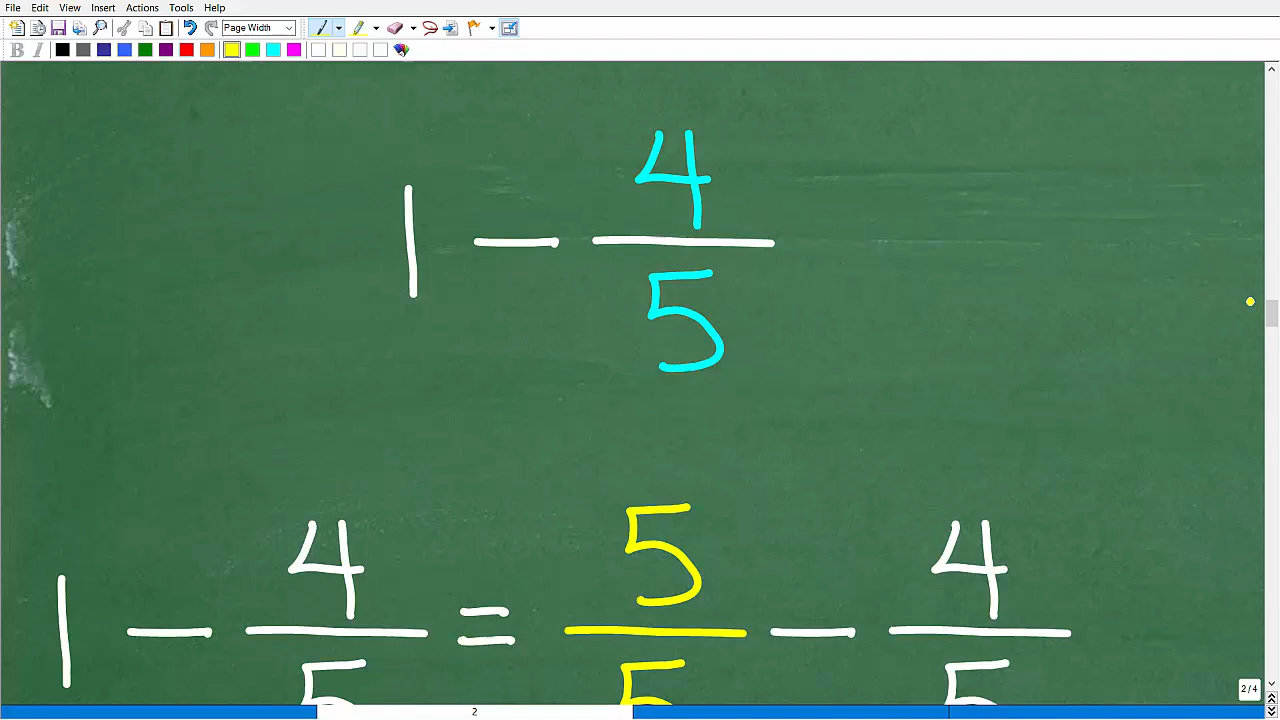 File Edit View Insert Actions Tools Help
Page Width
B I
1 - 4/5
1 - 4/5 = 5/5 - 4/5
2/4
2